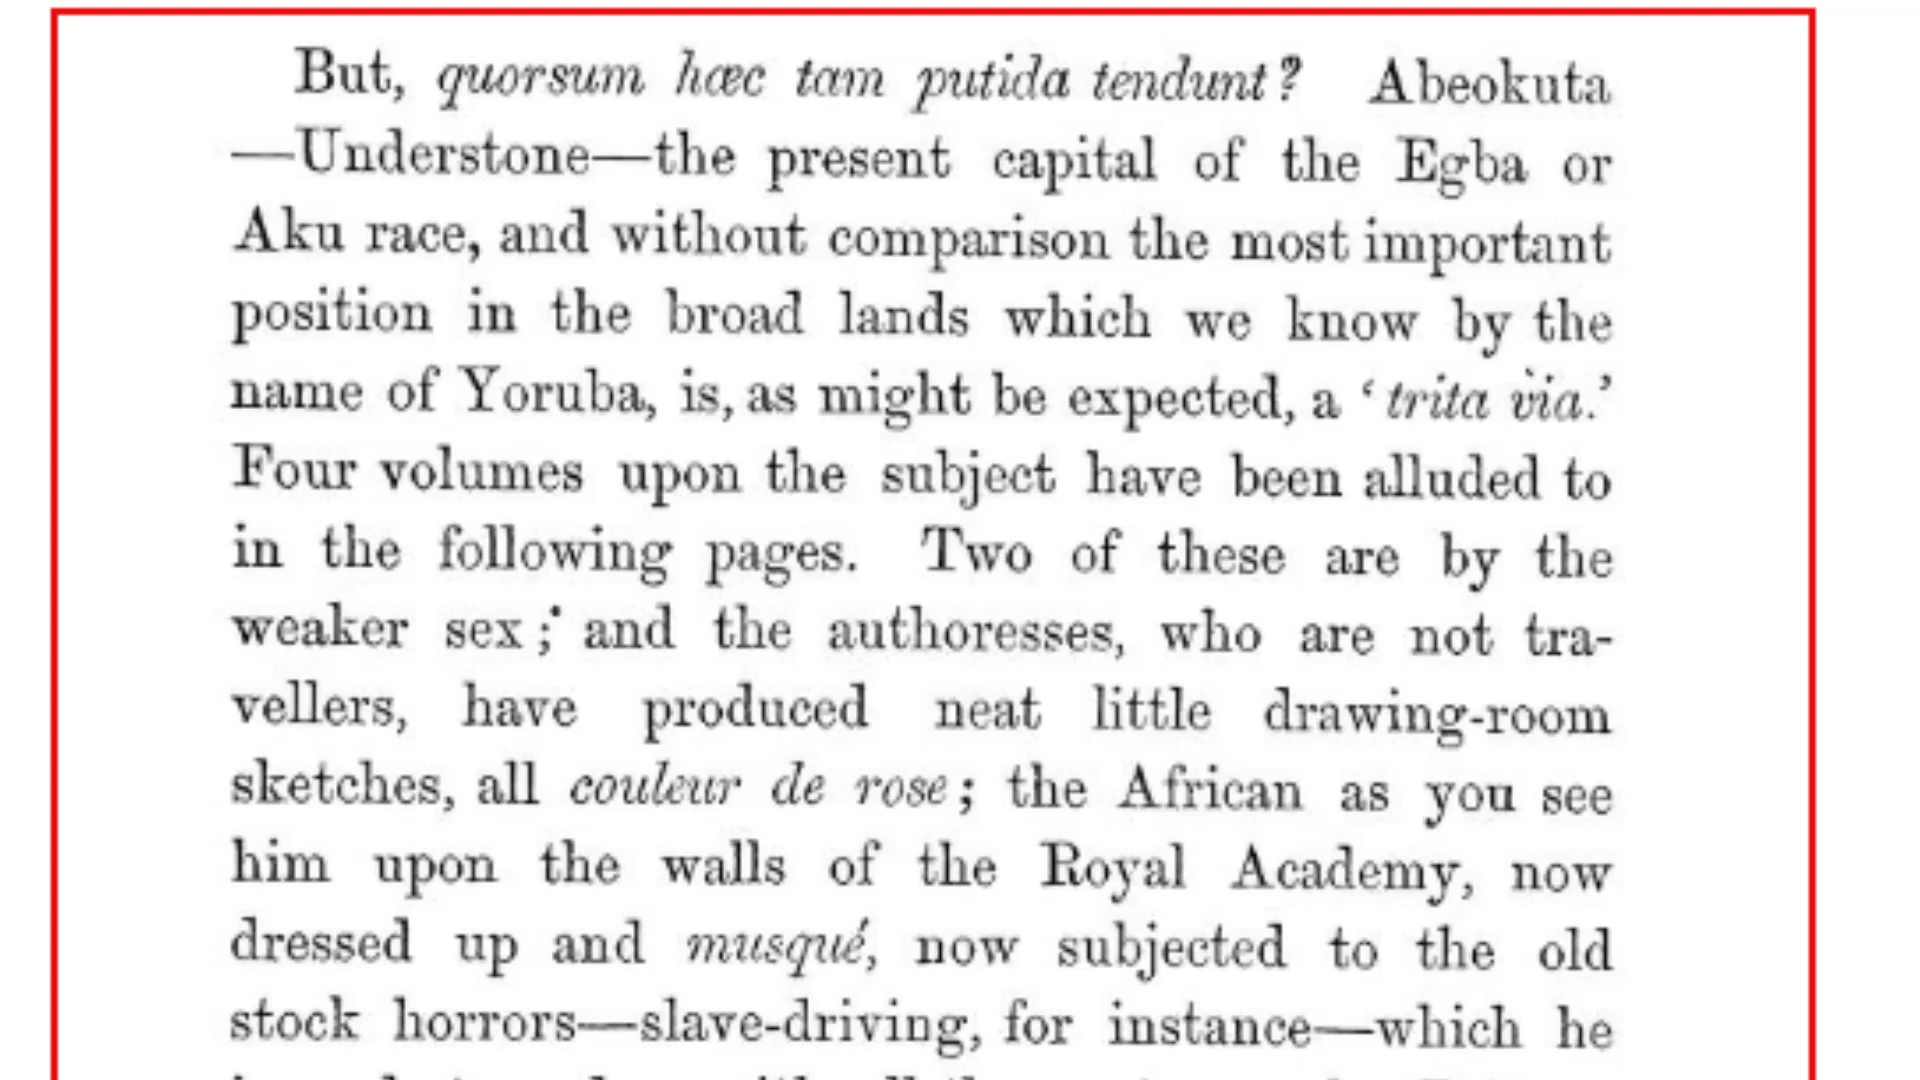 But, quorsum hæc tam putida tendunt? Abeokuta
—Understone—the present capital of the Egba or
Aku race, and without comparison the most important
position in the broad lands which we know by the
name of Yoruba, is, as might be expected, a ‘trita via.’
Four volumes upon the subject have been alluded to
in the following pages. Two of these are by the
weaker sex; and the authoresses, who are not tra-
vellers, have produced neat little drawing-room
sketches, all couleur de rose; the African as you see
him upon the walls of the Royal Academy, now
dressed up and musqué, now subjected to the old
stock horrors—slave-driving, for instance—which he